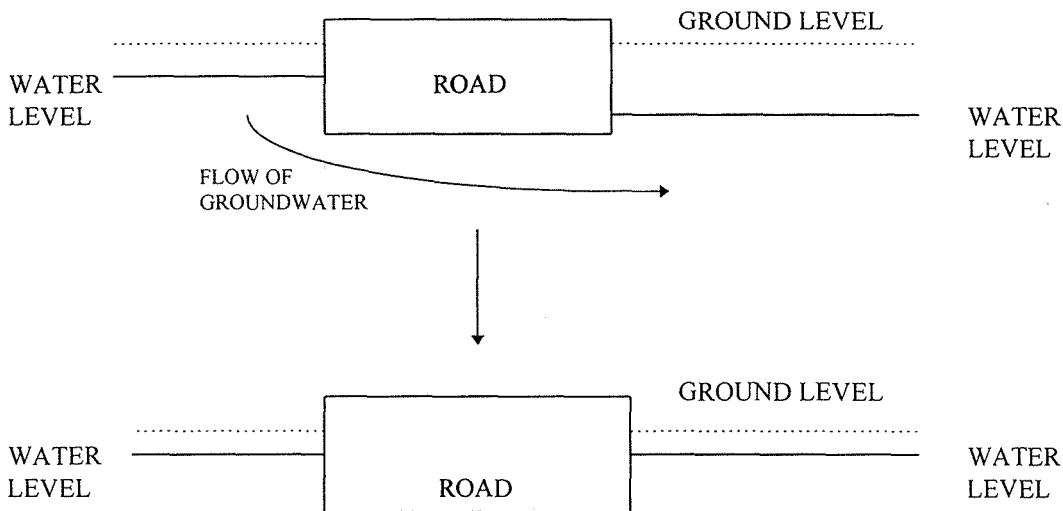 GROUND LEVEL
WATER
LEVEL
ROAD
WATER
LEVEL
FLOW OF
GROUNDWATER
GROUND LEVEL
WATER
LEVEL
ROAD
WATER
LEVEL